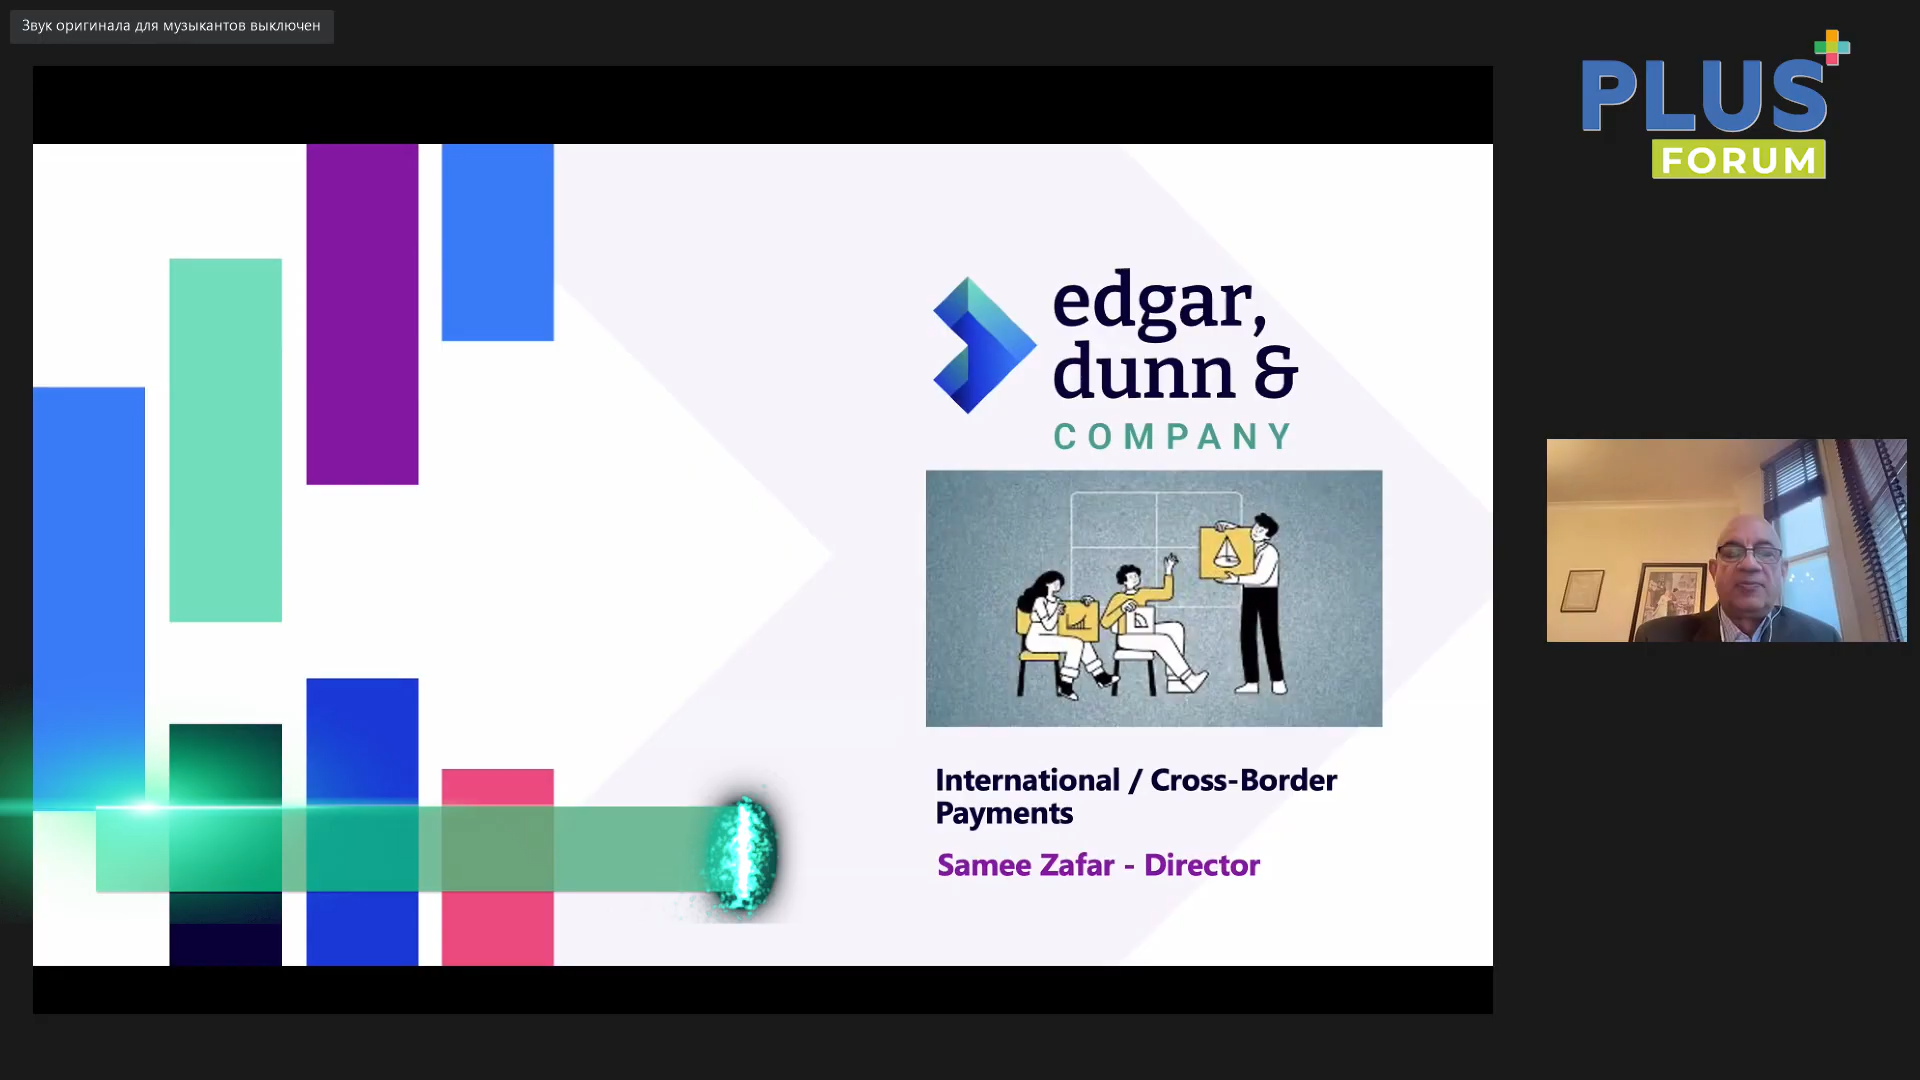 Звук оригинала для музыкантов выключен
PLUS
FORUM
edgar,
dunn &
COMPANY
International / Cross-Border
Payments
Samee Zafar - Director